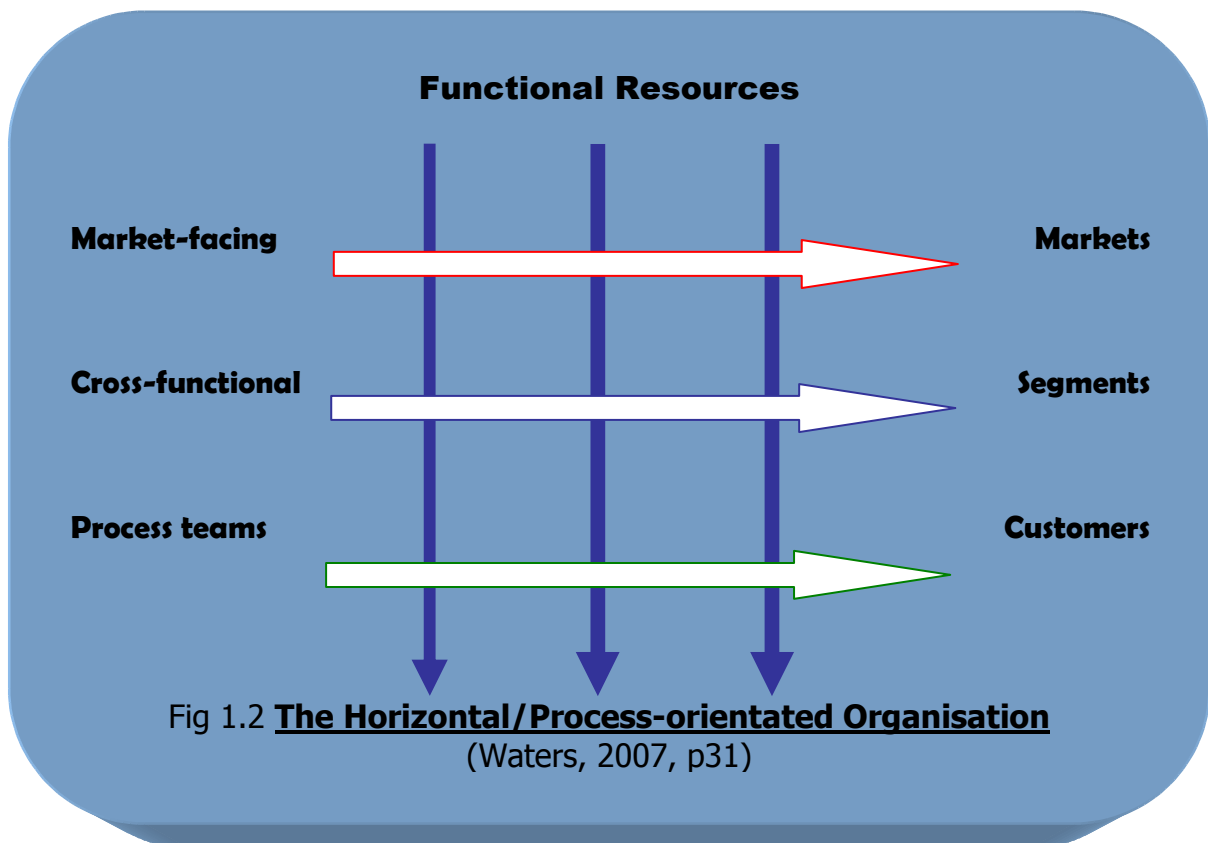 Functional Resources
Market-facing
Markets
Cross-functional
Segments
Process teams
Customers
Fig 1.2 The Horizontal/Process-orientated Organisation
(Waters, 2007, p31)